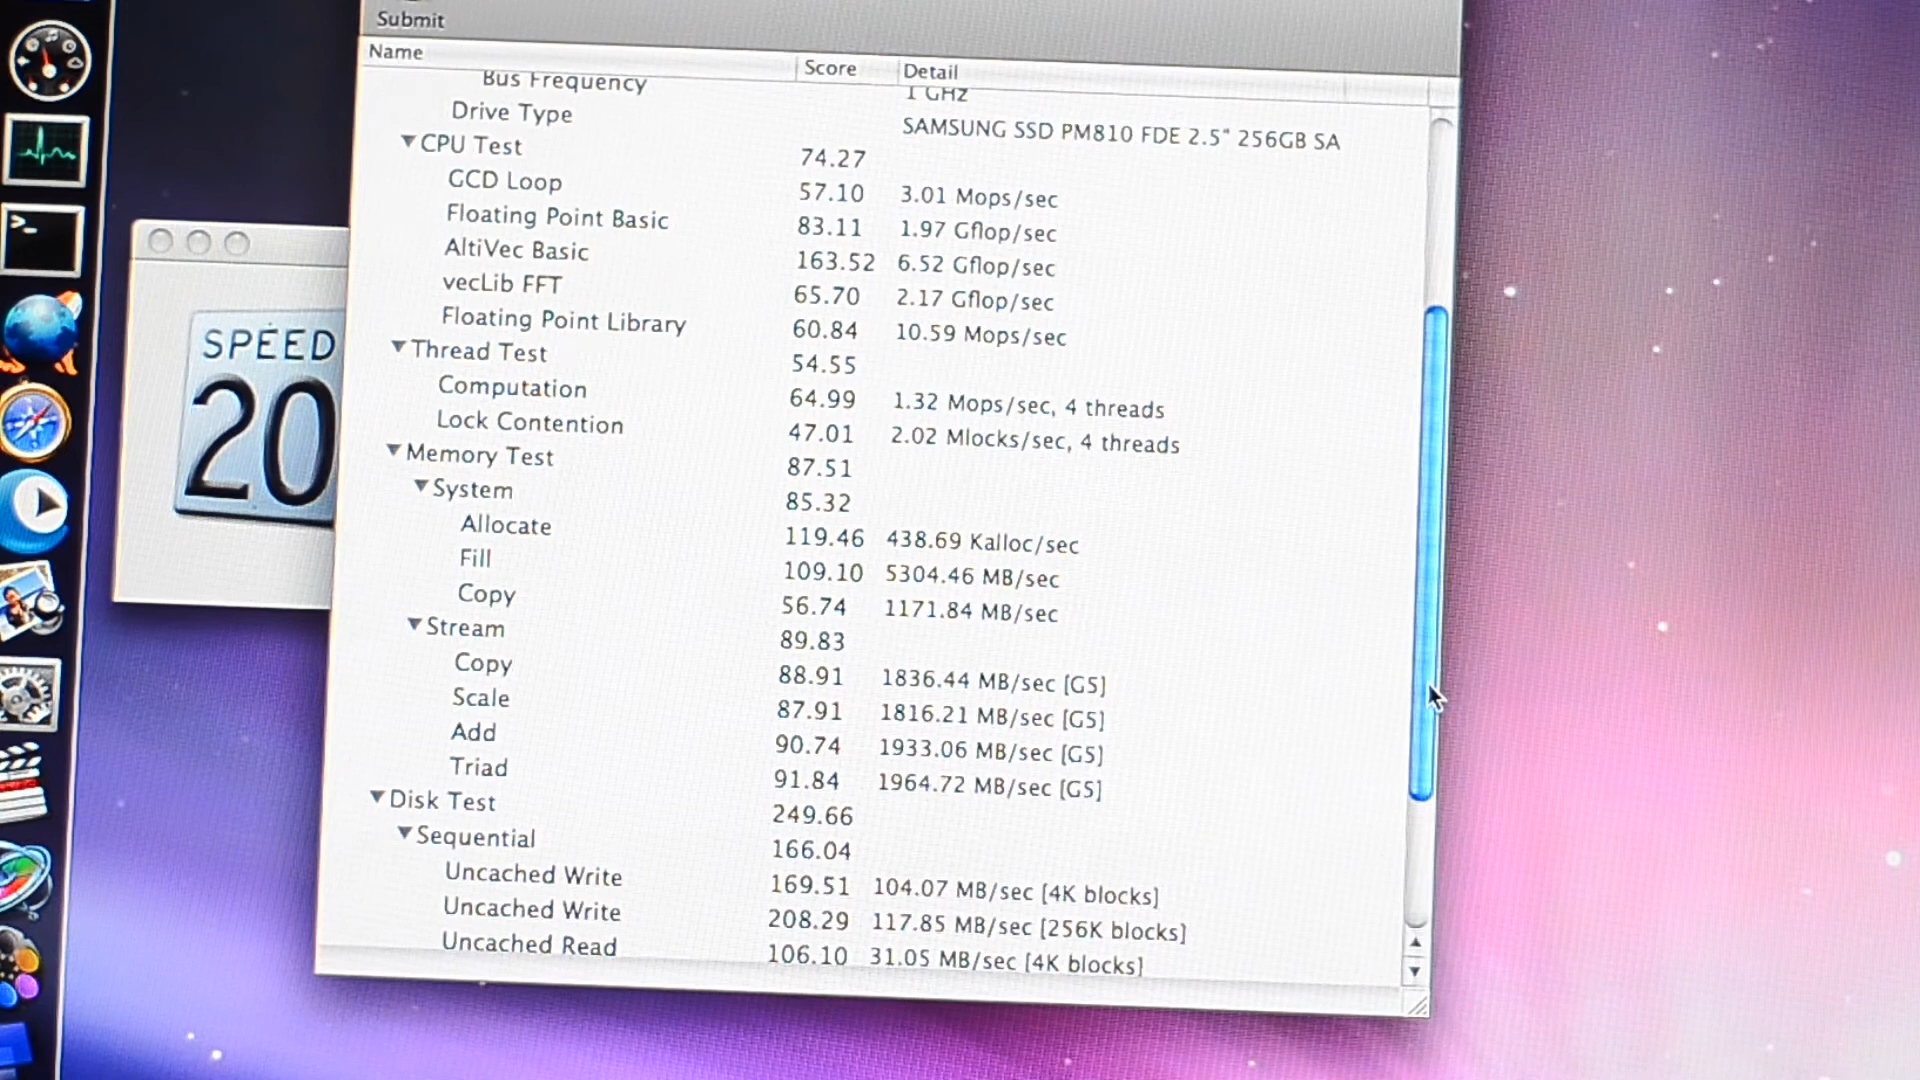 Submit
Name Score Detail
Bus Frequency 1 GHz
Drive Type SAMSUNG SSD PM810 FDE 2.5" 256GB SA
CPU Test 74.27
GCD Loop 57.10 3.01 Mops/sec
Floating Point Basic 83.11 1.97 Gflop/sec
AltiVec Basic 163.52 6.52 Gflop/sec
vecLib FFT 65.70 2.17 Gflop/sec
Floating Point Library 60.84 10.59 Mops/sec
Thread Test 54.55
Computation 64.99 1.32 Mops/sec, 4 threads
Lock Contention 47.01 2.02 Mlocks/sec, 4 threads
Memory Test 87.51
System 85.32
Allocate 119.46 438.69 Kalloc/sec
Fill 109.10 5304.46 MB/sec
Copy 56.74 1171.84 MB/sec
Stream 89.83
Copy 88.91 1836.44 MB/sec [G5]
Scale 87.91 1816.21 MB/sec [G5]
Add 90.74 1933.06 MB/sec [G5]
Triad 91.84 1964.72 MB/sec [G5]
Disk Test 249.66
Sequential 166.04
Uncached Write 169.51 104.07 MB/sec [4K blocks]
Uncached Write 208.29 117.85 MB/sec [256K blocks]
Uncached Read 106.10 31.05 MB/sec [4K blocks]
SPEED
20
>_